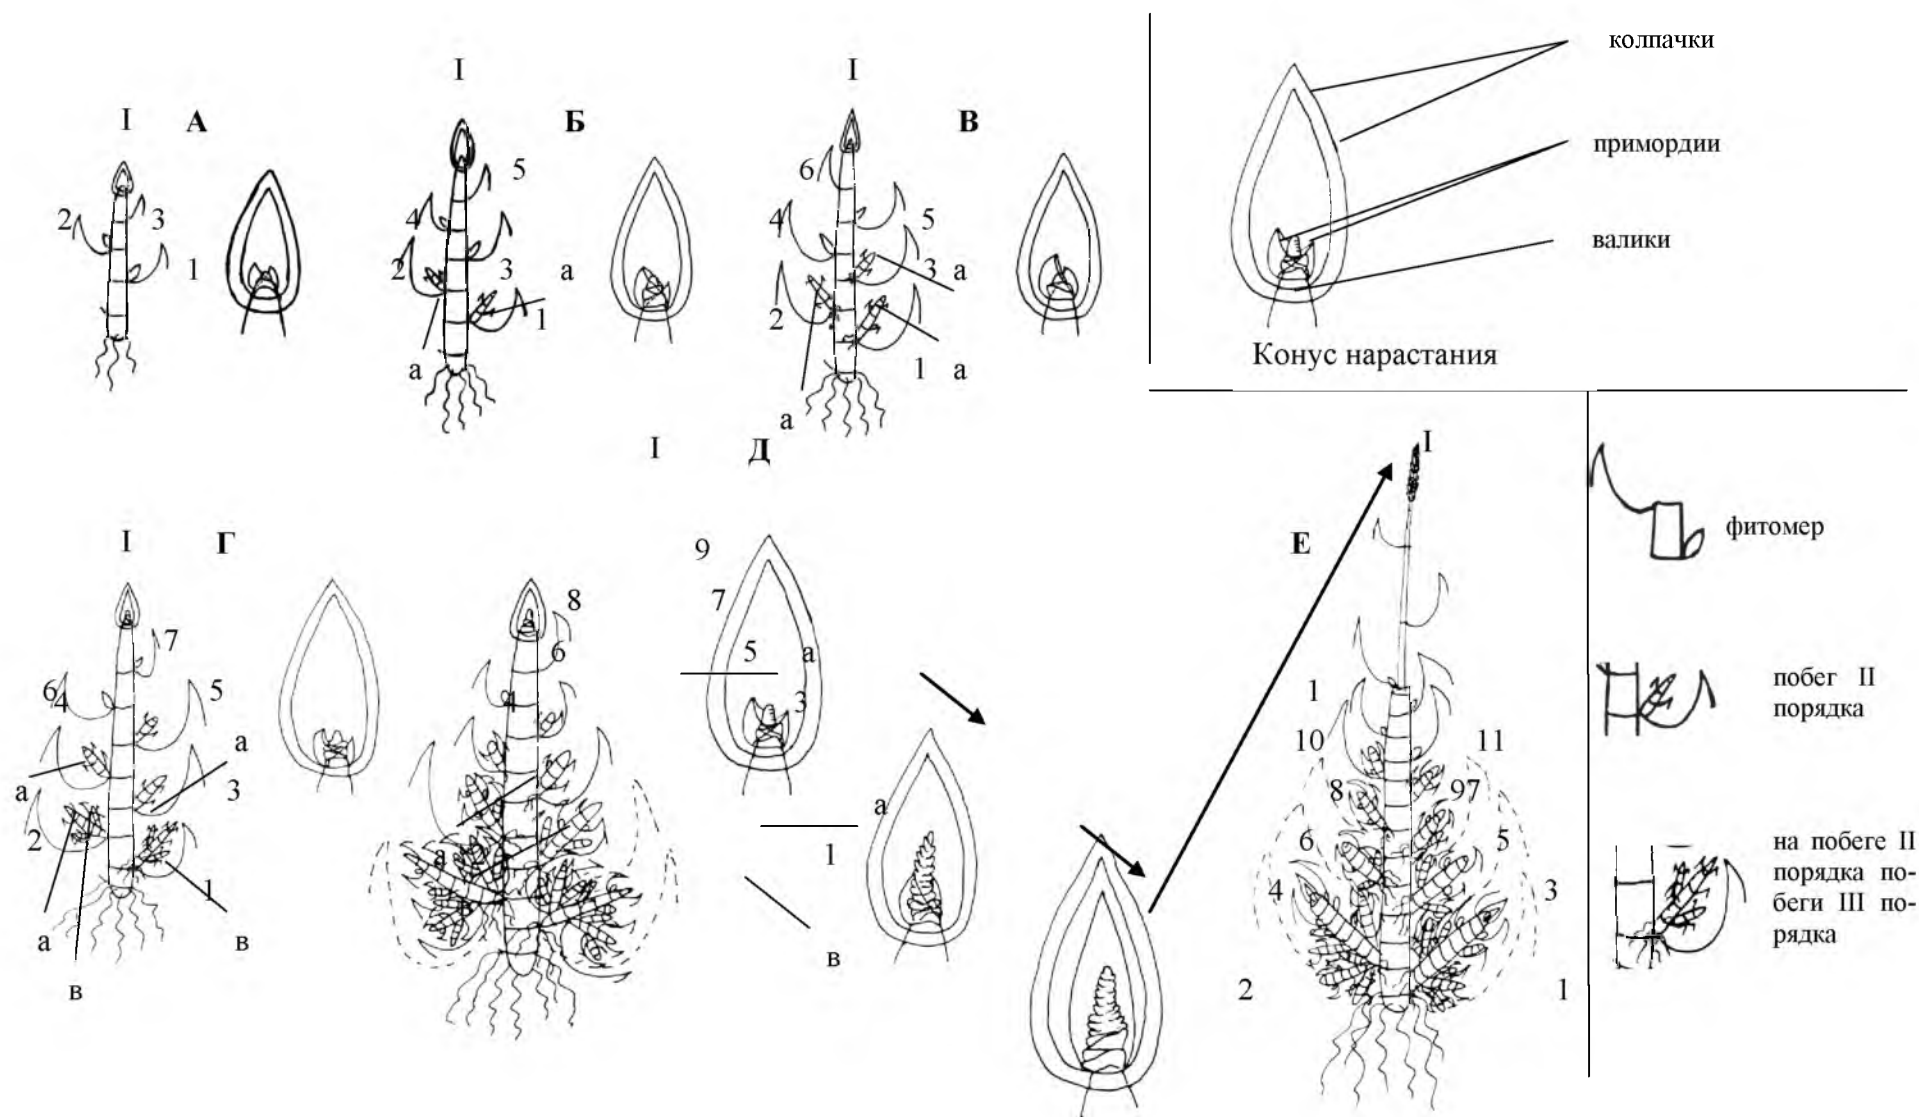 I
А
2
3
1
I
Б
5
4
2
3
а
1
а
I
В
6
4
5
2
3
а
1
а
а
колпачки
примордии
валики
Конус нарастания
I
Г
7
6
4
5
а
а
3
2
1
а
в
в
I
Д
9
7
8
6
5
а
4
3
а
а
1
в
I
Е
1
10
11
8
97
6
5
4
3
2
1
фитомер
побег II
порядка
на побеге II
порядка по-
беги III по-
рядка